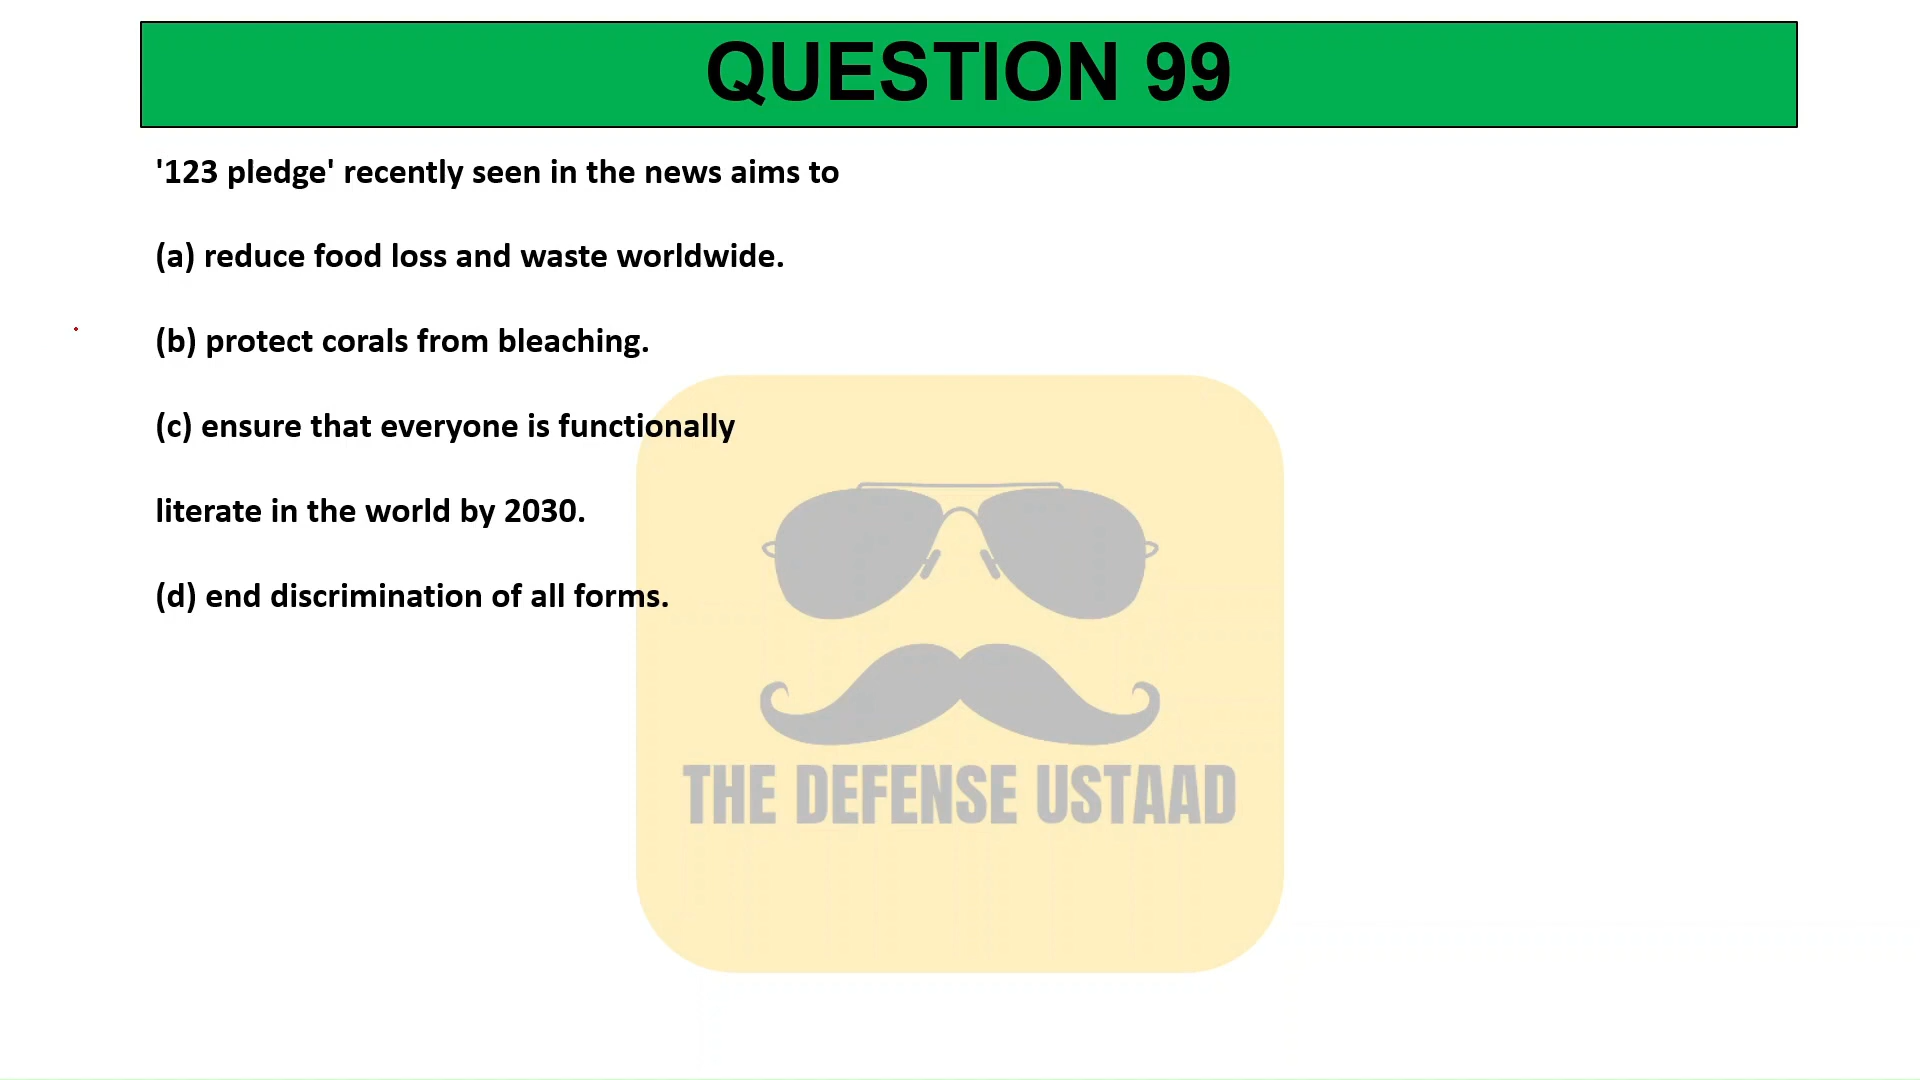 QUESTION 99
'123 pledge' recently seen in the news aims to
(a) reduce food loss and waste worldwide.
(b) protect corals from bleaching.
(c) ensure that everyone is functionally
literate in the world by 2030.
(d) end discrimination of all forms.
THE DEFENSE USTAAD